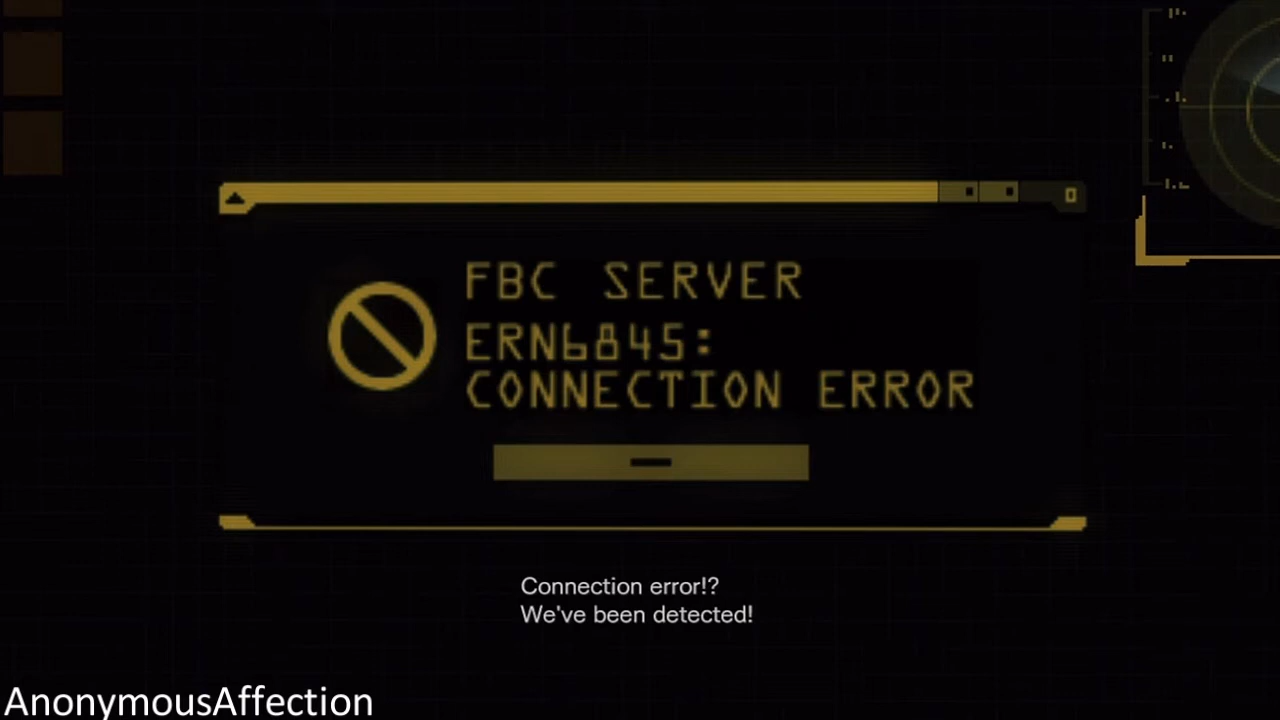 FBC SERVER
ERN6845:
CONNECTION ERROR
Connection error!?
We've been detected!
AnonymousAffection